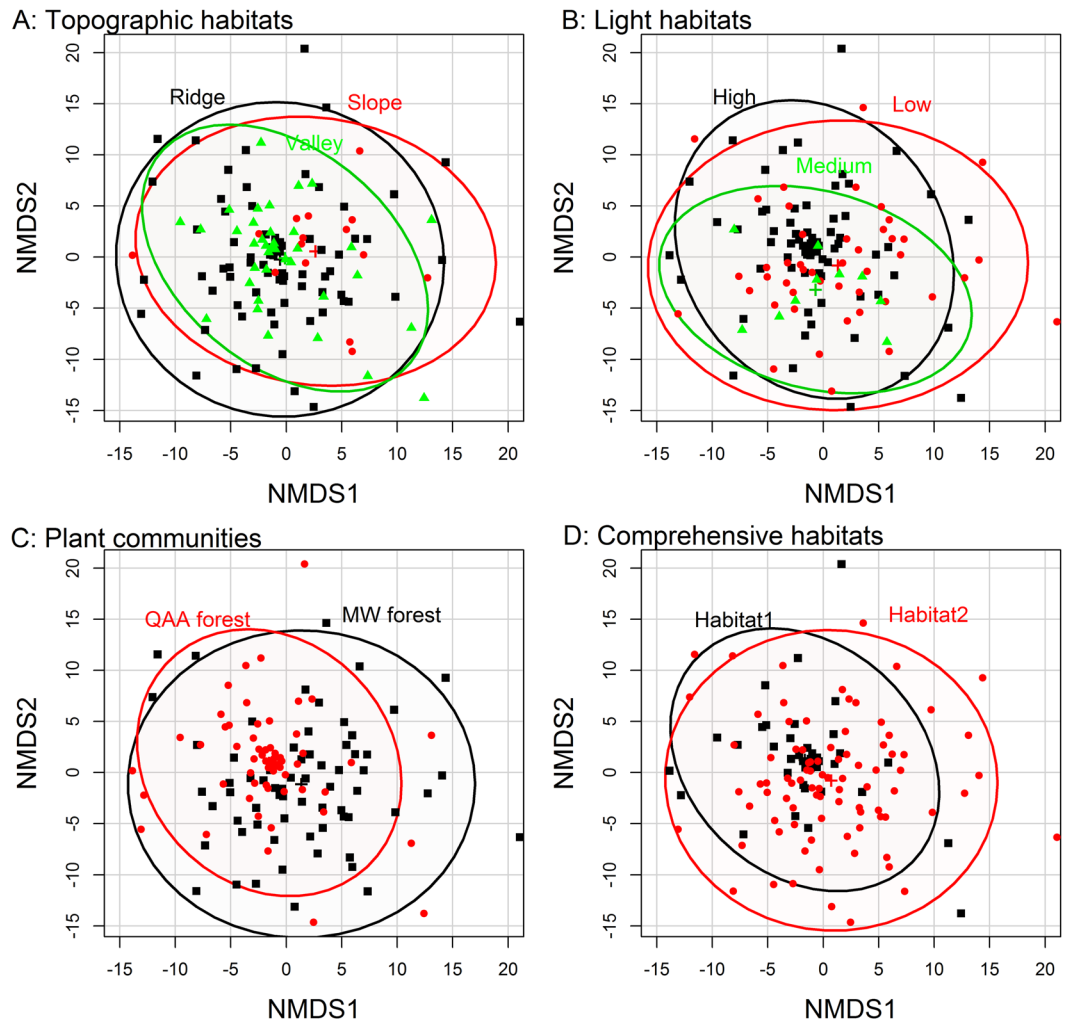 A: Topographic habitats
Ridge
Slope
Valley
NMDS2
20
15
10
5
0
-5
-10
-15
-15 -10 -5 0 5 10 15 20
NMDS1
B: Light habitats
High
Low
Medium
NMDS2
20
15
10
5
0
-5
-10
-15
-15 -10 -5 0 5 10 15 20
NMDS1
C: Plant communities
QAA forest
MW forest
NMDS2
20
15
10
5
0
-5
-10
-15
-15 -10 -5 0 5 10 15 20
NMDS1
D: Comprehensive habitats
Habitat1
Habitat2
NMDS2
20
15
10
5
0
-5
-10
-15
-15 -10 -5 0 5 10 15 20
NMDS1